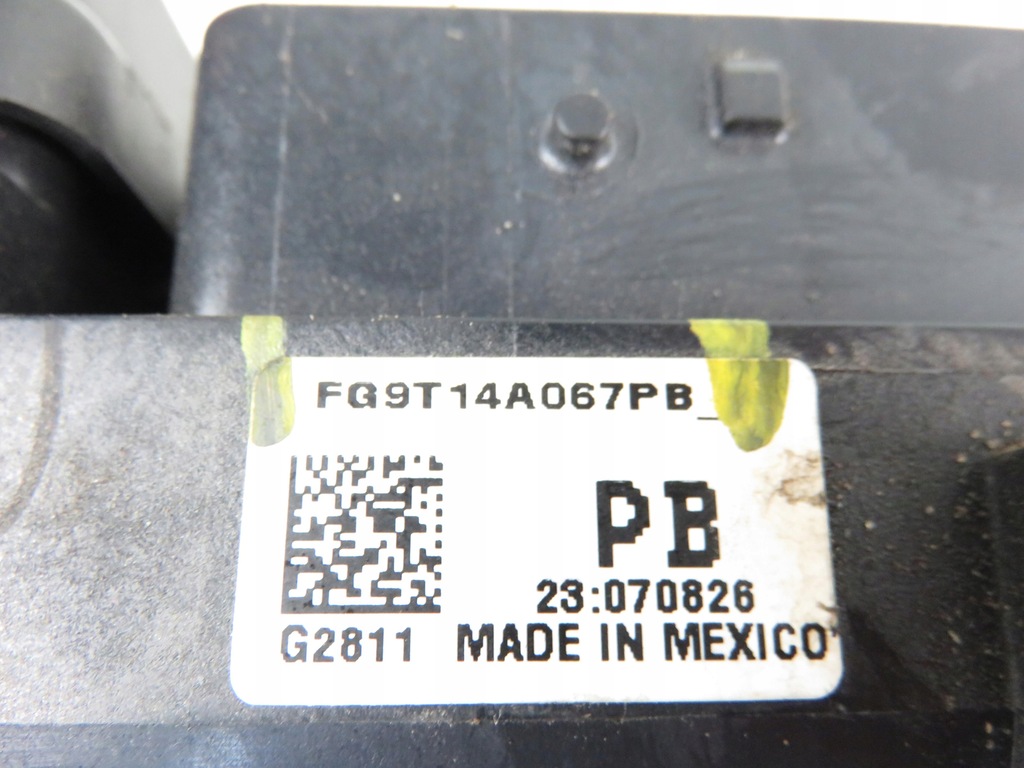 FG9T14A067PB_
PB
23:070826
G2811 MADE IN MEXICO